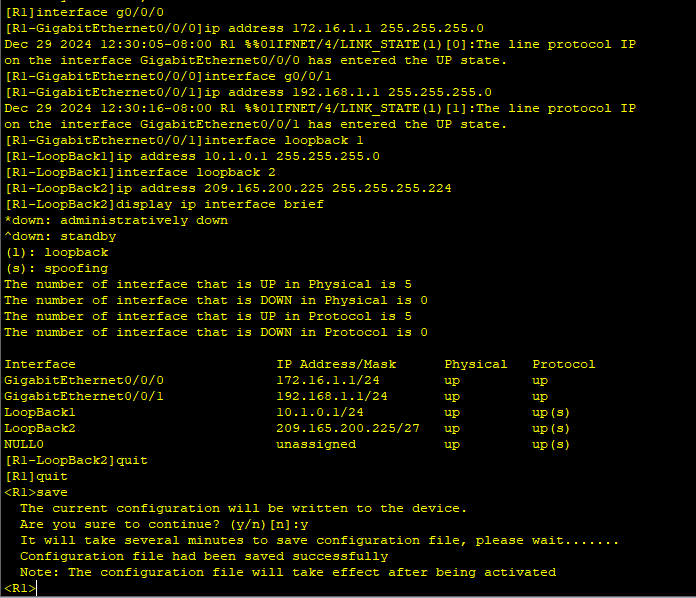 [R1]interface g0/0/0
[R1-GigabitEthernet0/0/0]ip address 172.16.1.1 255.255.255.0
Dec 29 2024 12:30:05-08:00 R1 %%01IFNET/4/LINK_STATE(l)[0]:The line protocol IP
on the interface GigabitEthernet0/0/0 has entered the UP state.
[R1-GigabitEthernet0/0/0]interface g0/0/1
[R1-GigabitEthernet0/0/1]ip address 192.168.1.1 255.255.255.0
Dec 29 2024 12:30:16-08:00 R1 %%01IFNET/4/LINK_STATE(l)[1]:The line protocol IP
on the interface GigabitEthernet0/0/1 has entered the UP state.
[R1-GigabitEthernet0/0/1]interface loopback 1
[R1-LoopBack1]ip address 10.1.0.1 255.255.255.0
[R1-LoopBack1]interface loopback 2
[R1-LoopBack2]ip address 209.165.200.225 255.255.255.224
[R1-LoopBack2]display ip interface brief
*down: administratively down
^down: standby
(l): loopback
(s): spoofing
The number of interface that is UP in Physical is 5
The number of interface that is DOWN in Physical is 0
The number of interface that is UP in Protocol is 5
The number of interface that is DOWN in Protocol is 0
Interface IP Address/Mask Physical Protocol
GigabitEthernet0/0/0 172.16.1.1/24 up up
GigabitEthernet0/0/1 192.168.1.1/24 up up
LoopBack1 10.1.0.1/24 up up(s)
LoopBack2 209.165.200.225/27 up up(s)
NULL0 unassigned up up(s)
[R1-LoopBack2]quit
[R1]quit
<R1>save
The current configuration will be written to the device.
Are you sure to continue? (y/n)[n]:y
It will take several minutes to save configuration file, please wait.......
Configuration file had been saved successfully
Note: The configuration file will take effect after being activated
<R1>